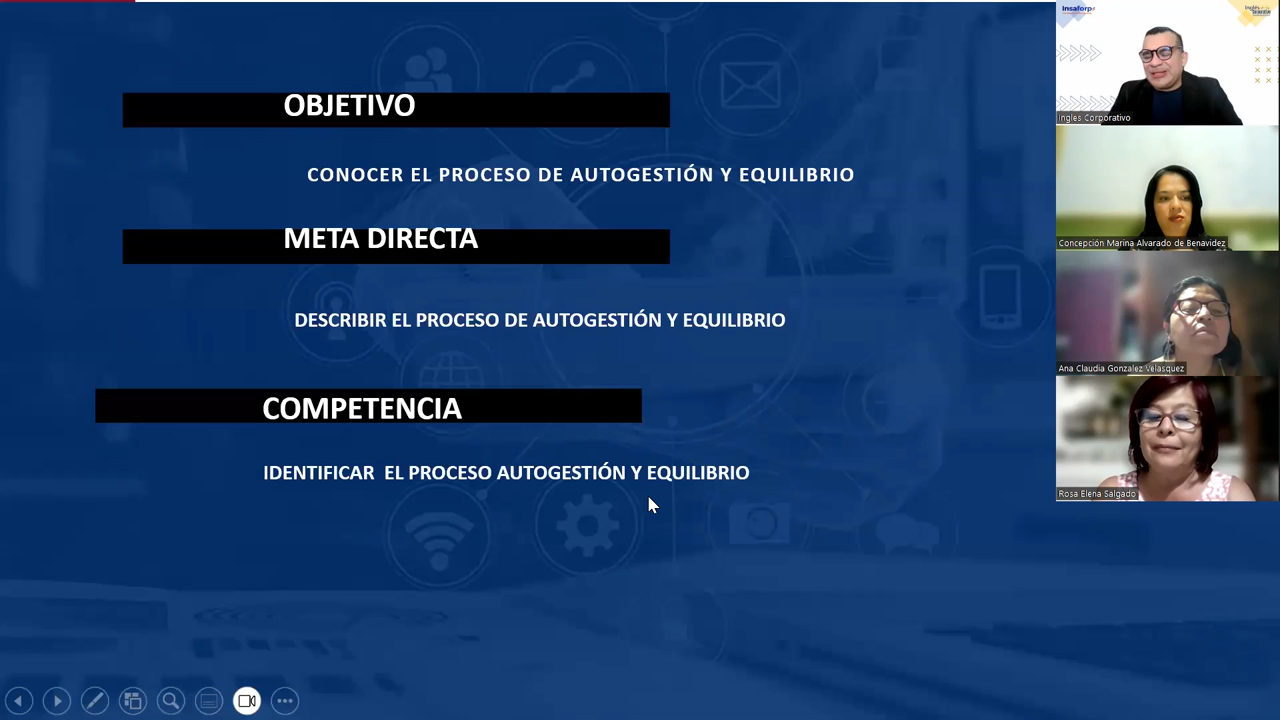 OBJETIVO
CONOCER EL PROCESO DE AUTOGESTIÓN Y EQUILIBRIO
META DIRECTA
DESCRIBIR EL PROCESO DE AUTOGESTIÓN Y EQUILIBRIO
COMPETENCIA
IDENTIFICAR EL PROCESO AUTOGESTIÓN Y EQUILIBRIO
Insaforp
Ingles Corporativo
Concepción Marina Alvarado de Benavidez
Ana Claudia Gonzalez Velasquez
Rosa Elena Salgado